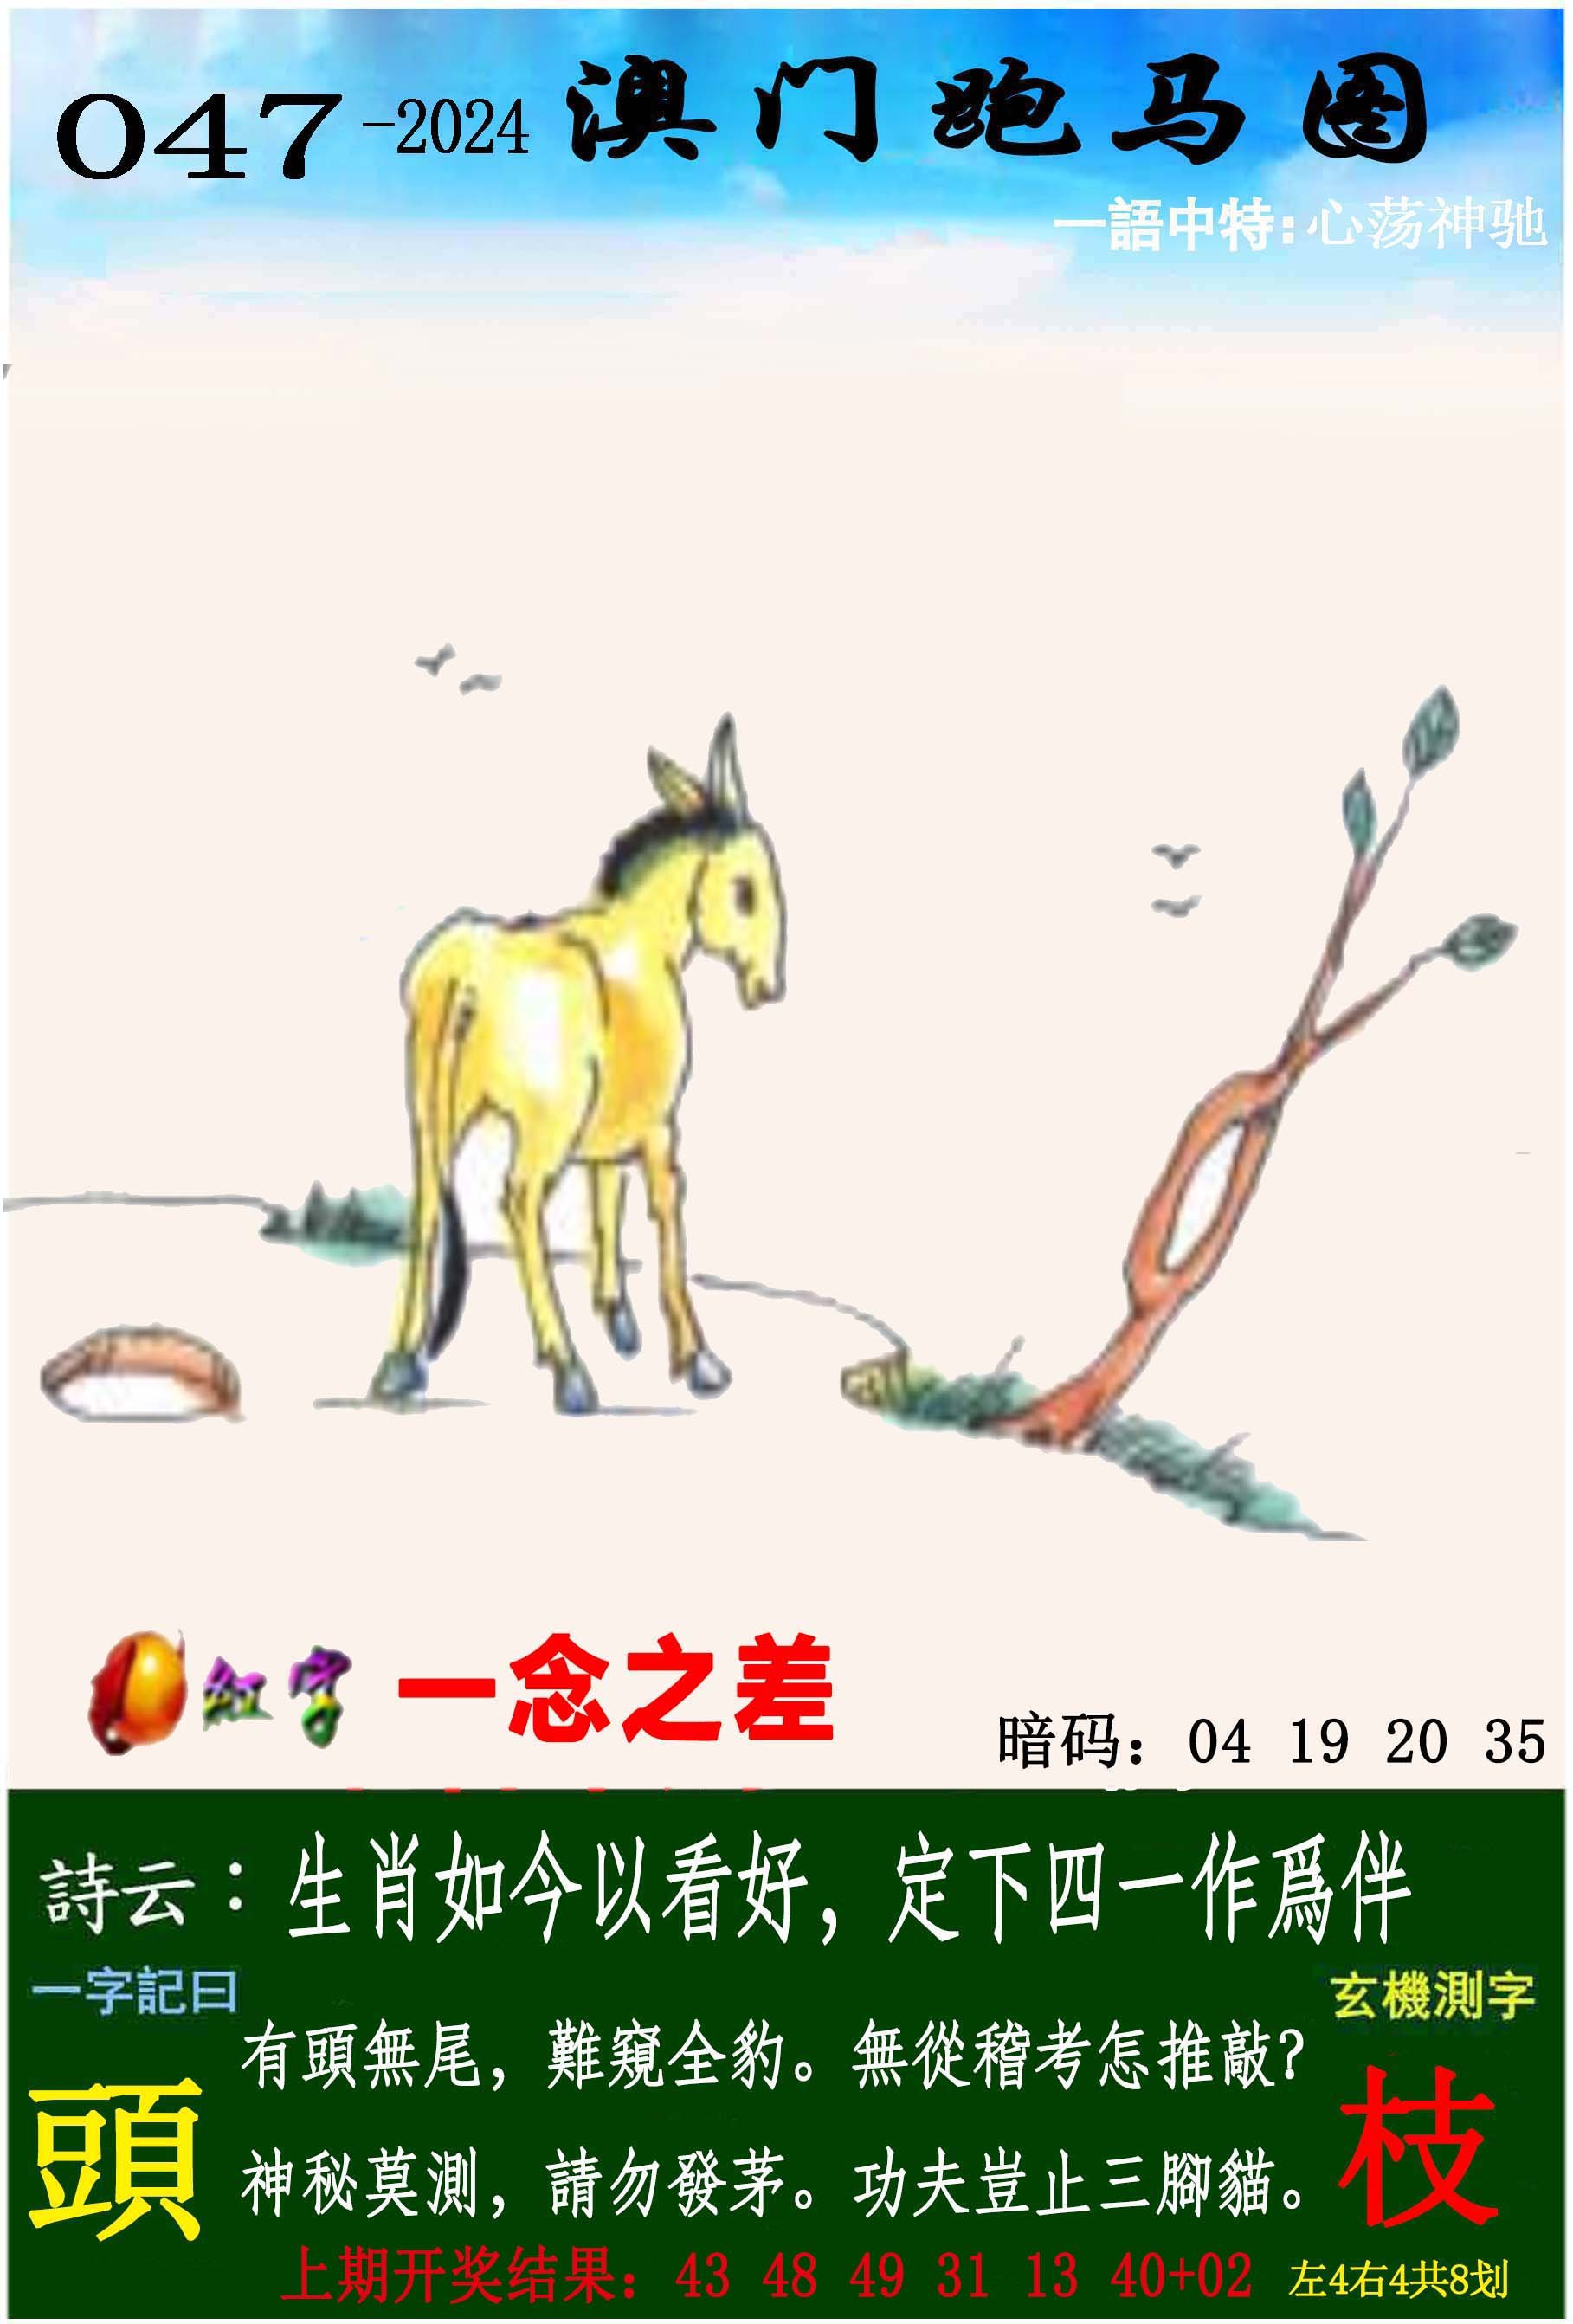 047-2024 澳门跑马图
一語中特:心荡神驰
红字 一念之差
暗码：04 19 20 35
詩云：生肖如今以看好，定下四一作爲伴
一字記曰
玄機測字
有頭無尾，難窺全豹。無從稽考怎推敲？
頭
枝
神秘莫測，請勿發茅。功夫豈止三腳貓。
上期开奖结果：43 48 49 31 13 40+02
左4右4共8划